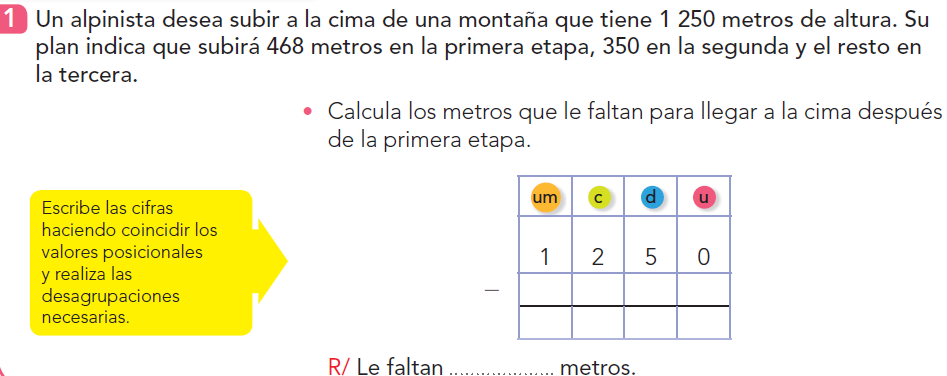 1 Un alpinista desea subir a la cima de una montaña que tiene 1 250 metros de altura. Su
plan indica que subirá 468 metros en la primera etapa, 350 en la segunda y el resto en
la tercera.
• Calcula los metros que le faltan para llegar a la cima después
de la primera etapa.
Escribe las cifras
haciendo coincidir los
valores posicionales
y realiza las
desagrupaciones
necesarias.
um c d u
1 2 5 0
–
R/ Le faltan ................... metros.